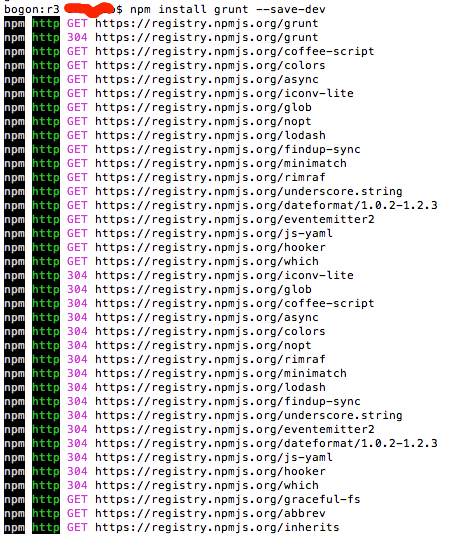 bogon:r3 $ npm install grunt --save-dev
npm http GET https://registry.npmjs.org/grunt
npm http 304 https://registry.npmjs.org/grunt
npm http GET https://registry.npmjs.org/coffee-script
npm http GET https://registry.npmjs.org/colors
npm http GET https://registry.npmjs.org/async
npm http GET https://registry.npmjs.org/iconv-lite
npm http GET https://registry.npmjs.org/glob
npm http GET https://registry.npmjs.org/nopt
npm http GET https://registry.npmjs.org/lodash
npm http GET https://registry.npmjs.org/findup-sync
npm http GET https://registry.npmjs.org/minimatch
npm http GET https://registry.npmjs.org/rimraf
npm http GET https://registry.npmjs.org/underscore.string
npm http GET https://registry.npmjs.org/dateformat/1.0.2-1.2.3
npm http GET https://registry.npmjs.org/eventemitter2
npm http GET https://registry.npmjs.org/js-yaml
npm http GET https://registry.npmjs.org/hooker
npm http GET https://registry.npmjs.org/which
npm http 304 https://registry.npmjs.org/iconv-lite
npm http 304 https://registry.npmjs.org/glob
npm http 304 https://registry.npmjs.org/coffee-script
npm http 304 https://registry.npmjs.org/async
npm http 304 https://registry.npmjs.org/colors
npm http 304 https://registry.npmjs.org/nopt
npm http 304 https://registry.npmjs.org/rimraf
npm http 304 https://registry.npmjs.org/minimatch
npm http 304 https://registry.npmjs.org/lodash
npm http 304 https://registry.npmjs.org/findup-sync
npm http 304 https://registry.npmjs.org/underscore.string
npm http 304 https://registry.npmjs.org/eventemitter2
npm http 304 https://registry.npmjs.org/dateformat/1.0.2-1.2.3
npm http 304 https://registry.npmjs.org/js-yaml
npm http 304 https://registry.npmjs.org/hooker
npm http 304 https://registry.npmjs.org/which
npm http GET https://registry.npmjs.org/graceful-fs
npm http GET https://registry.npmjs.org/abbrev
npm http GET https://registry.npmjs.org/inherits